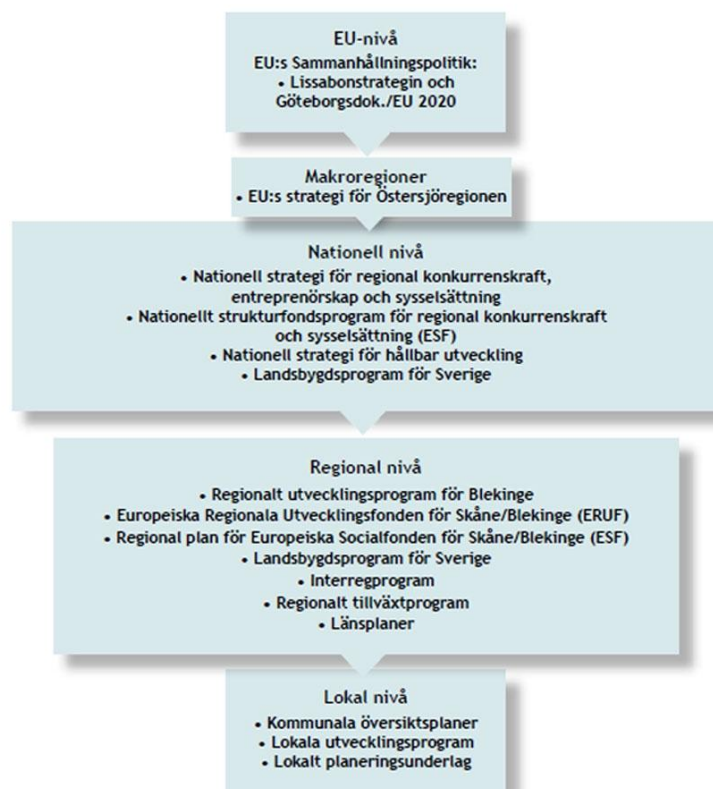 EU-nivå
EU:s Sammanhållningspolitik:
• Lissabonstrategin och
Göteborgsdok./EU 2020
Makroregioner
• EU:s strategi för Östersjöregionen
Nationell nivå
• Nationell strategi för regional konkurrenskraft,
entreprenörskap och sysselsättning
• Nationellt strukturfondsprogram för regional konkurrenskraft
och sysselsättning (ESF)
• Nationell strategi för hållbar utveckling
• Landsbygdsprogram för Sverige
Regional nivå
• Regionalt utvecklingsprogram för Blekinge
• Europeiska Regionala Utvecklingsfonden för Skåne/Blekinge (ERUF)
• Regional plan för Europeiska Socialfonden för Skåne/Blekinge (ESF)
• Landsbygdsprogram för Sverige
• Interregprogram
• Regionalt tillväxtprogram
• Länsplaner
Lokal nivå
• Kommunala översiktsplaner
• Lokala utvecklingsprogram
• Lokalt planeringsunderlag